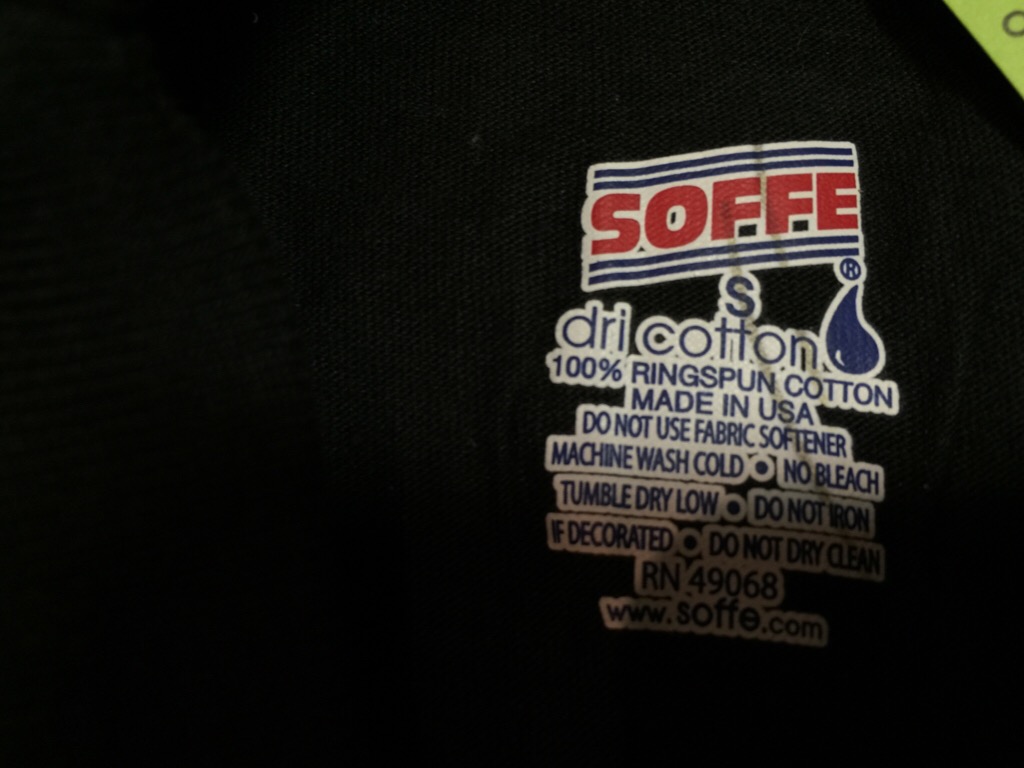 SOFFE
®
S
dri cotton
100% RINGSPUN COTTON
MADE IN USA
DO NOT USE FABRIC SOFTENER
MACHINE WASH COLD • NO BLEACH
TUMBLE DRY LOW • DO NOT IRON
IF DECORATED • DO NOT DRY CLEAN
RN 49068
www.soffe.com